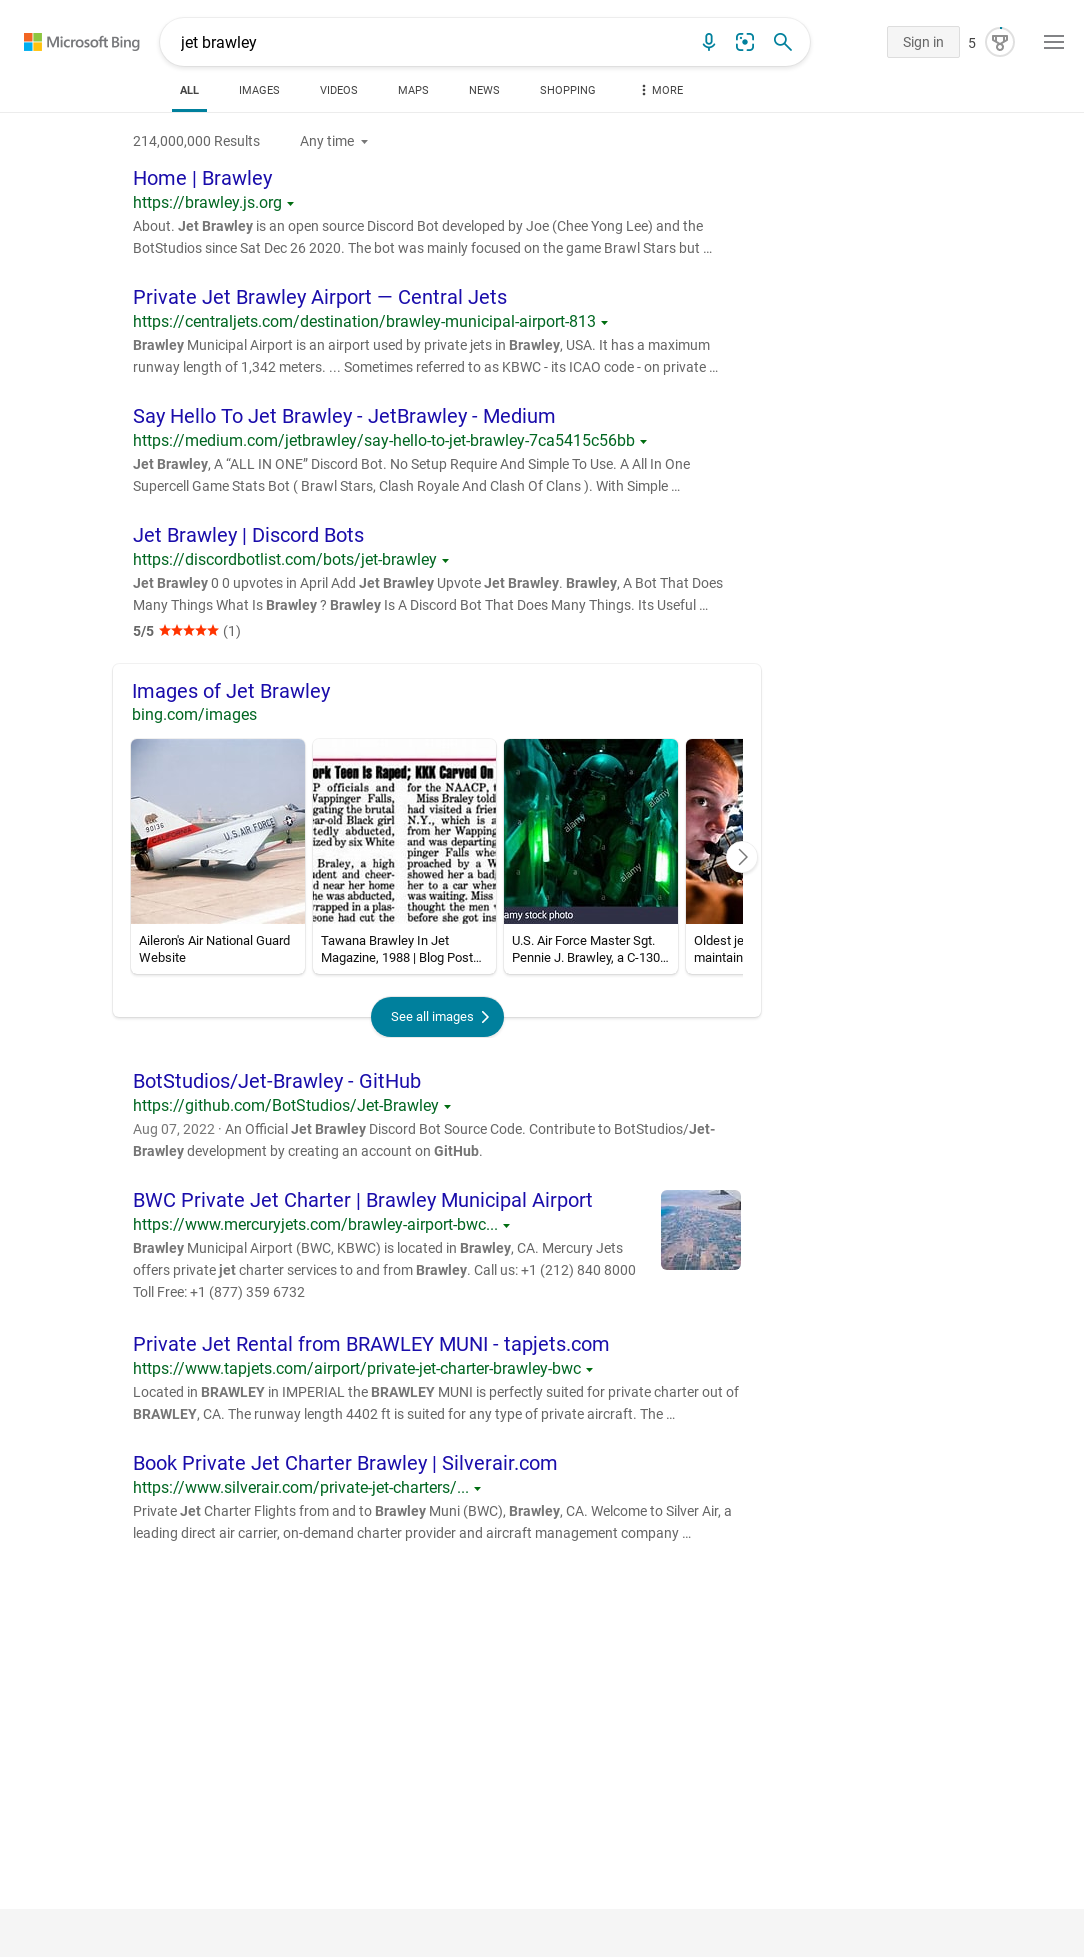 Microsoft Bing
jet brawley
Sign in
5
ALL
IMAGES
VIDEOS
MAPS
NEWS
SHOPPING
MORE
214,000,000 Results
Any time
Home | Brawley
https://brawley.js.org
About. Jet Brawley is an open source Discord Bot developed by Joe (Chee Yong Lee) and the
BotStudios since Sat Dec 26 2020. The bot was mainly focused on the game Brawl Stars but …
Private Jet Brawley Airport — Central Jets
https://centraljets.com/destination/brawley-municipal-airport-813
Brawley Municipal Airport is an airport used by private jets in Brawley, USA. It has a maximum
runway length of 1,342 meters. ... Sometimes referred to as KBWC - its ICAO code - on private …
Say Hello To Jet Brawley - JetBrawley - Medium
https://medium.com/jetbrawley/say-hello-to-jet-brawley-7ca5415c56bb
Jet Brawley, A “ALL IN ONE” Discord Bot. No Setup Require And Simple To Use. A All In One
Supercell Game Stats Bot ( Brawl Stars, Clash Royale And Clash Of Clans ). With Simple …
Jet Brawley | Discord Bots
https://discordbotlist.com/bots/jet-brawley
Jet Brawley 0 0 upvotes in April Add Jet Brawley Upvote Jet Brawley. Brawley, A Bot That Does
Many Things What Is Brawley ? Brawley Is A Discord Bot That Does Many Things. Its Useful …
5/5 ★★★★★ (1)
Images of Jet Brawley
bing.com/images
90136
CALIFORNIA
U.S. AIR FORCE
ork Teen Is Raped; KKK Carved On
P officials and
Wappinger Falls,
gating the brutal
ear-old Black girl
tedly abducted,
ized by six White
Braley, a high
udent and cheer-
d near her home
he was abducted,
wrapped in a plas-
eone had cut the
for the NAACP, t
Miss Braley told
had visited a frien
N.Y., which is a
from her Wapping
and was departing
pinger Falls whe
proached by a W
showed her a bad
her to a car wher
was waiting. Miss
thought the men w
before she got ins
alamy
alamy
alamy
amy stock photo
Aileron's Air National Guard
Website
Tawana Brawley In Jet
Magazine, 1988 | Blog Post…
U.S. Air Force Master Sgt.
Pennie J. Brawley, a C-130…
Oldest je
maintain
See all images
BotStudios/Jet-Brawley - GitHub
https://github.com/BotStudios/Jet-Brawley
Aug 07, 2022 · An Official Jet Brawley Discord Bot Source Code. Contribute to BotStudios/Jet-
Brawley development by creating an account on GitHub.
BWC Private Jet Charter | Brawley Municipal Airport
https://www.mercuryjets.com/brawley-airport-bwc...
Brawley Municipal Airport (BWC, KBWC) is located in Brawley, CA. Mercury Jets
offers private jet charter services to and from Brawley. Call us: +1 (212) 840 8000
Toll Free: +1 (877) 359 6732
Private Jet Rental from BRAWLEY MUNI - tapjets.com
https://www.tapjets.com/airport/private-jet-charter-brawley-bwc
Located in BRAWLEY in IMPERIAL the BRAWLEY MUNI is perfectly suited for private charter out of
BRAWLEY, CA. The runway length 4402 ft is suited for any type of private aircraft. The …
Book Private Jet Charter Brawley | Silverair.com
https://www.silverair.com/private-jet-charters/...
Private Jet Charter Flights from and to Brawley Muni (BWC), Brawley, CA. Welcome to Silver Air, a
leading direct air carrier, on-demand charter provider and aircraft management company …